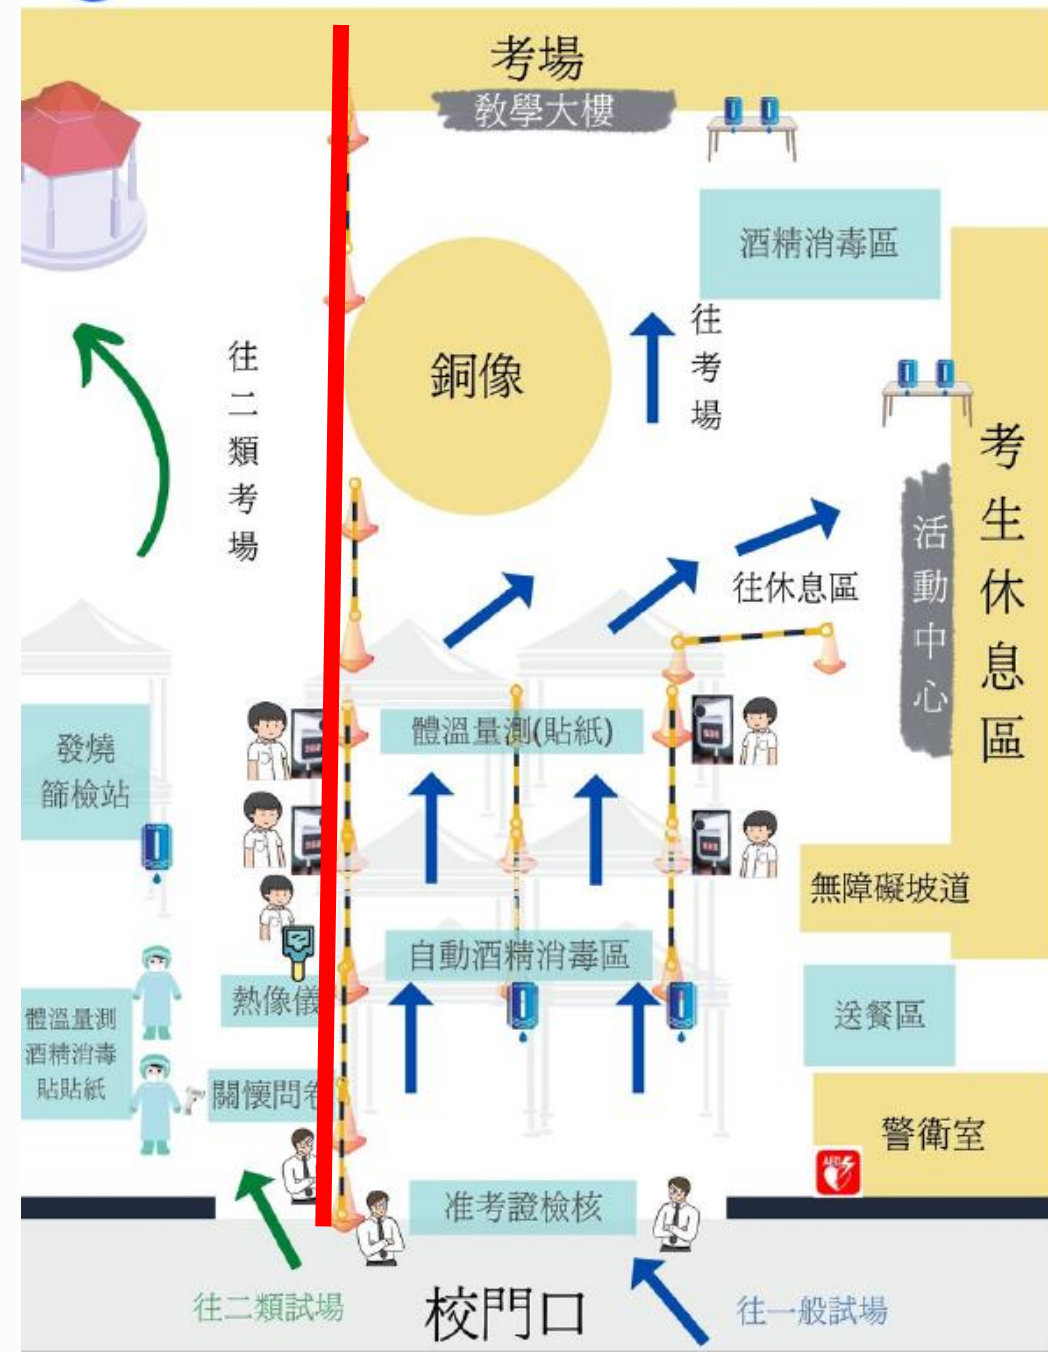 考場
教學大樓
酒精消毒區
往考場
銅像
往二類考場
考生休息區
活動中心
往休息區
體溫量測(貼紙)
發燒
篩檢站
無障礙坡道
自動酒精消毒區
熱像儀
送餐區
體溫量測
酒精消毒
貼貼紙
關懷問卷
警衛室
AED
准考證檢核
往二類試場
校門口
往一般試場